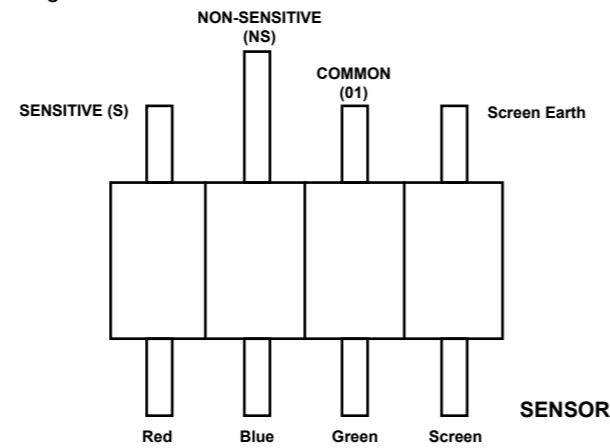 NON-SENSITIVE
(NS)
COMMON
(01)
SENSITIVE (S)
Screen Earth
SENSOR
Red Blue Green Screen